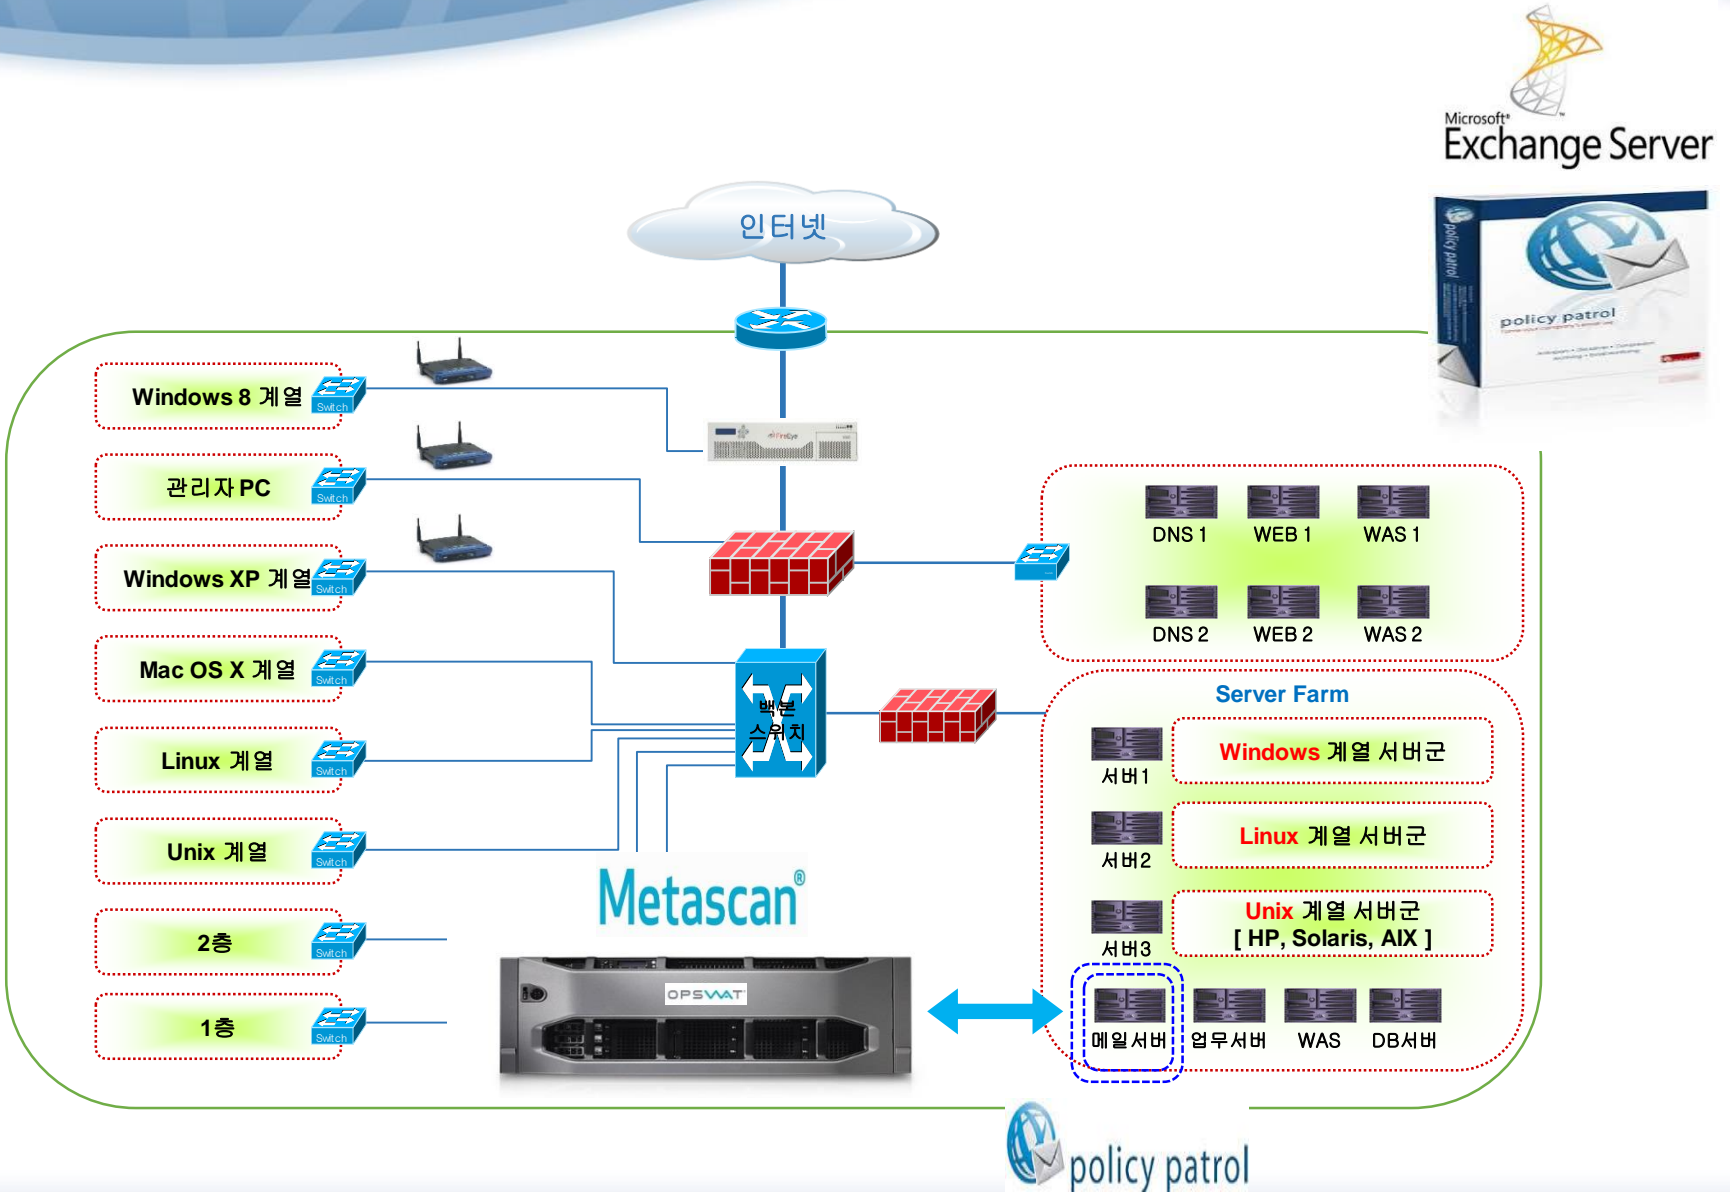 Microsoft®
Exchange Server
policy patrol
policy patrol
인터넷
Windows 8 계열
Switch
FireEye
관리자 PC
Switch
DNS 1
WEB 1
WAS 1
Windows XP 계열
Switch
DNS 2
WEB 2
WAS 2
Mac OS X 계열
Switch
백본
스위치
Server Farm
Linux 계열
Switch
서버1
Windows 계열 서버군
Unix 계열
Switch
서버2
Linux 계열 서버군
Metascan®
2층
Switch
서버3
Unix 계열 서버군
[ HP, Solaris, AIX ]
OPSWAT
1층
Switch
메일서버
업무서버
WAS
DB서버
policy patrol